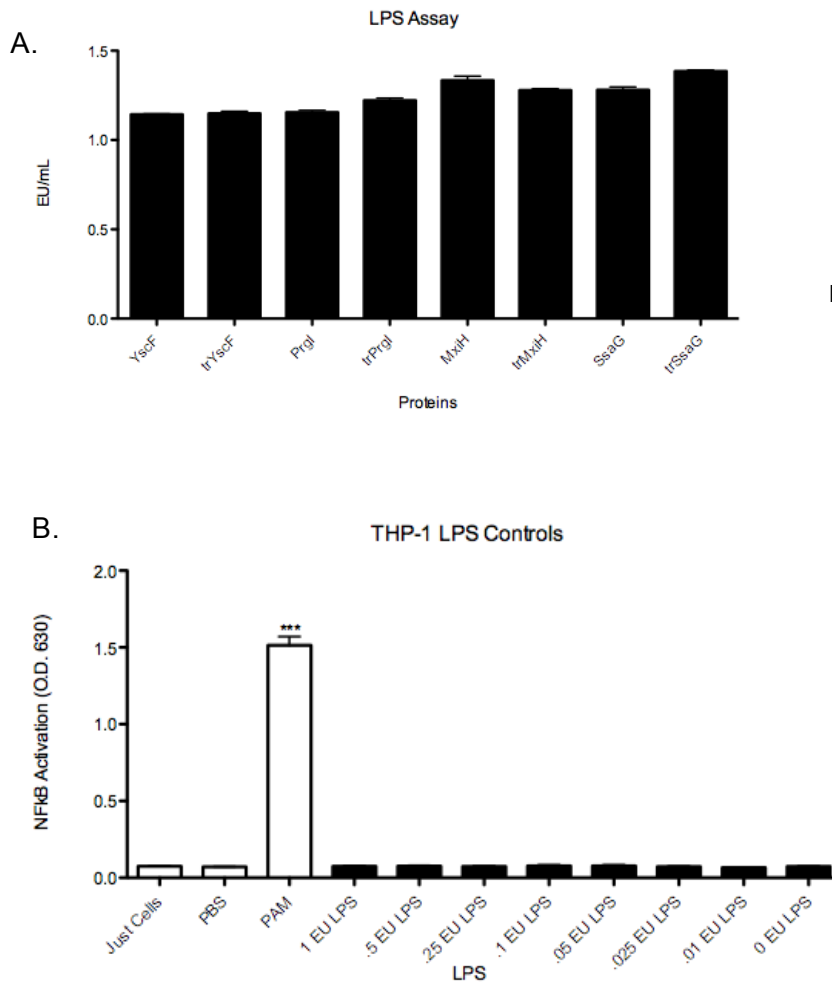 A.
LPS Assay
EU/mL
1.5
1.0
0.5
0.0
YscF
trYscF
PrgI
trPrgI
MxiH
trMxiH
SsaG
trSsaG
Proteins
B.
THP-1 LPS Controls
NFkB Activation (O.D. 630)
2.0
1.5
1.0
0.5
0.0
***
Just Cells
PBS
PAM
1 EU LPS
.5 EU LPS
.25 EU LPS
.1 EU LPS
.05 EU LPS
.025 EU LPS
.01 EU LPS
0 EU LPS
LPS